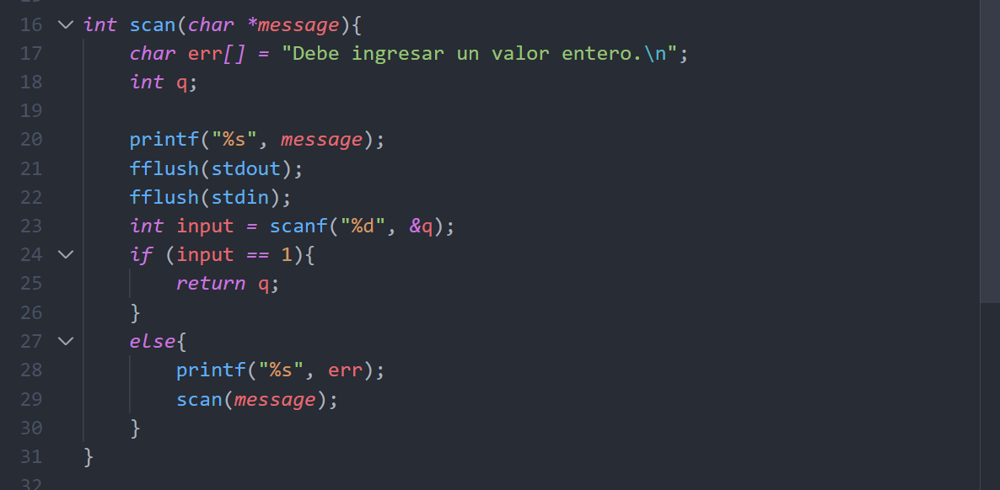 16 int scan(char *message){
17 char err[] = "Debe ingresar un valor entero.\n";
18 int q;
19
20 printf("%s", message);
21 fflush(stdout);
22 fflush(stdin);
23 int input = scanf("%d", &q);
24 if (input == 1){
25 return q;
26 }
27 else{
28 printf("%s", err);
29 scan(message);
30 }
31 }
32